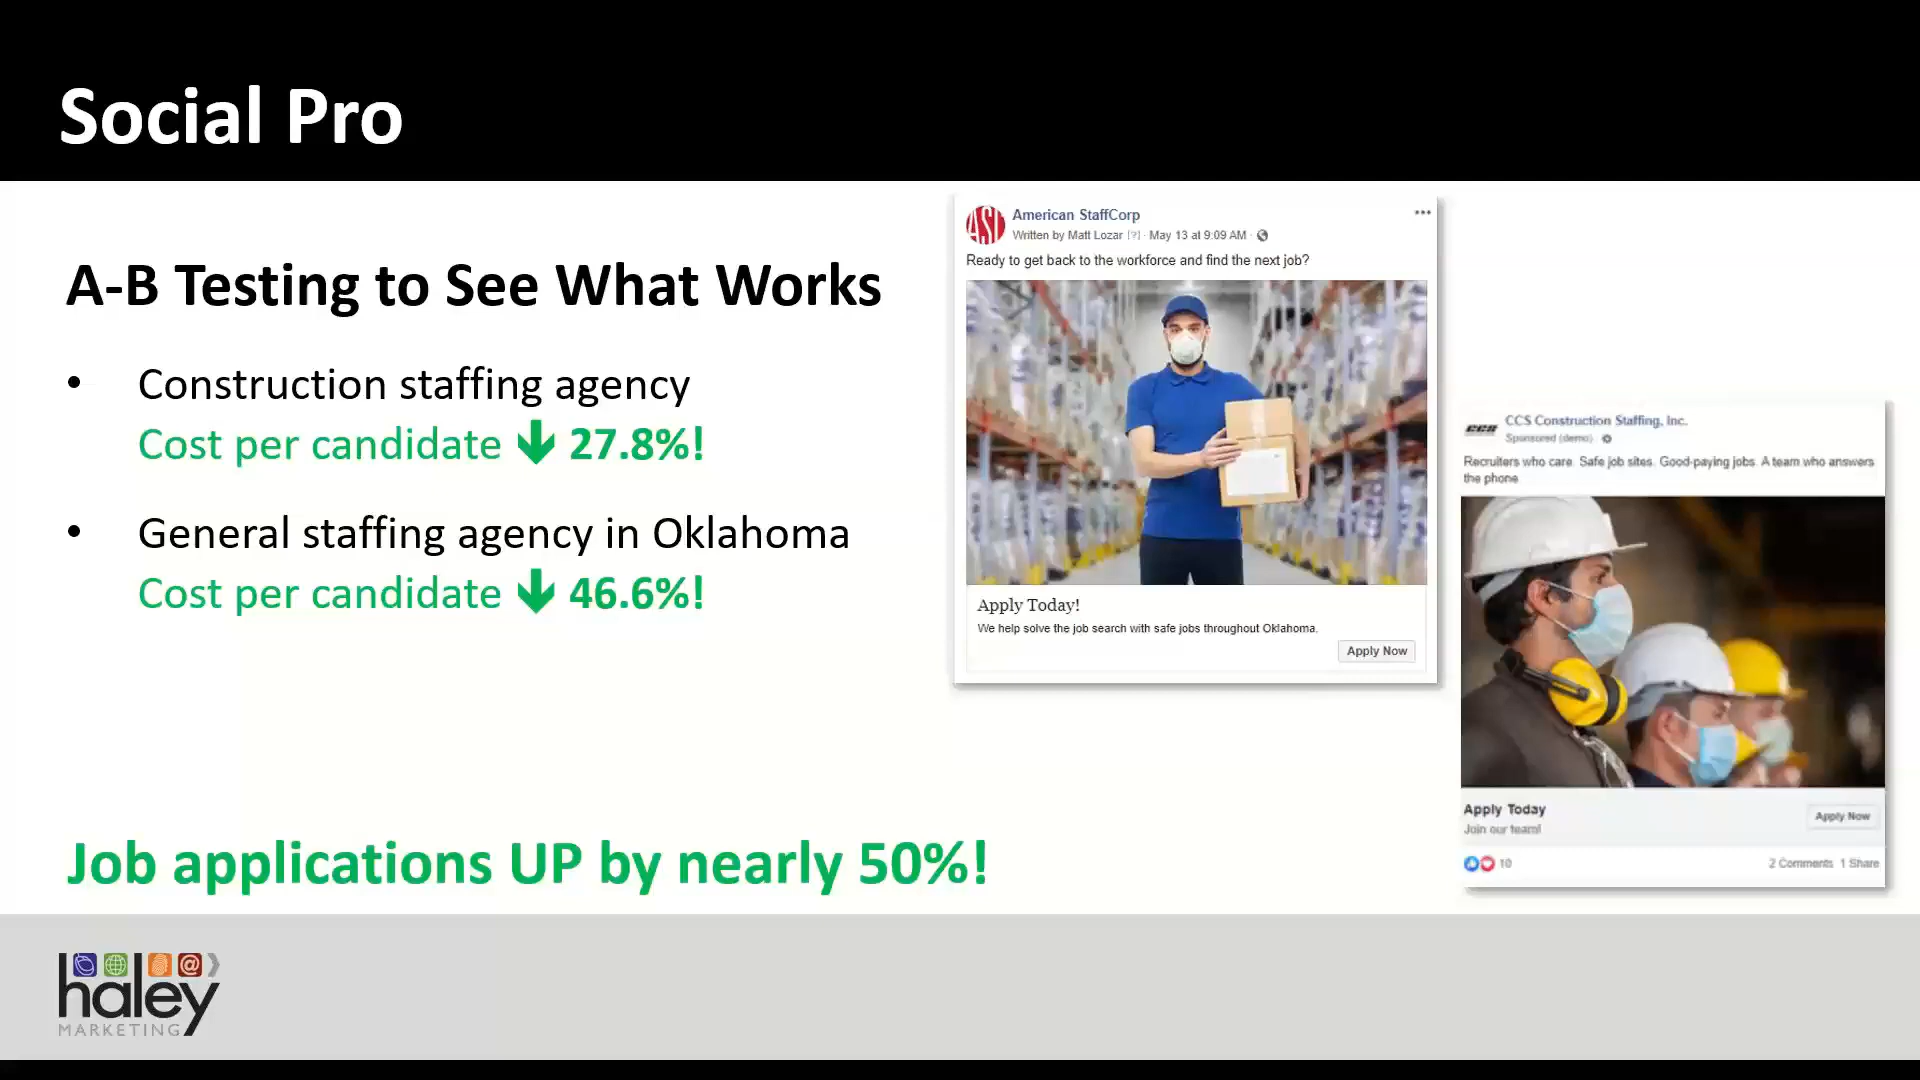 Social Pro
A-B Testing to See What Works
• Construction staffing agency
Cost per candidate 🡇 27.8%!
• General staffing agency in Oklahoma
Cost per candidate 🡇 46.6%!
Job applications UP by nearly 50%!
ASC
American StaffCorp
Written by Matt Lozar [?] · May 13 at 9:09 AM ·
Ready to get back to the workforce and find the next job?
Apply Today!
We help solve the job search with safe jobs throughout Oklahoma.
Apply Now
CCS
CCS Construction Staffing, Inc.
Sponsored (demo) ·
Recruiters who care. Safe job sites. Good-paying jobs. A team who answers
the phone
Apply Today
Join our team!
Apply Now
10
2 Comments 1 Share
haley
MARKETING